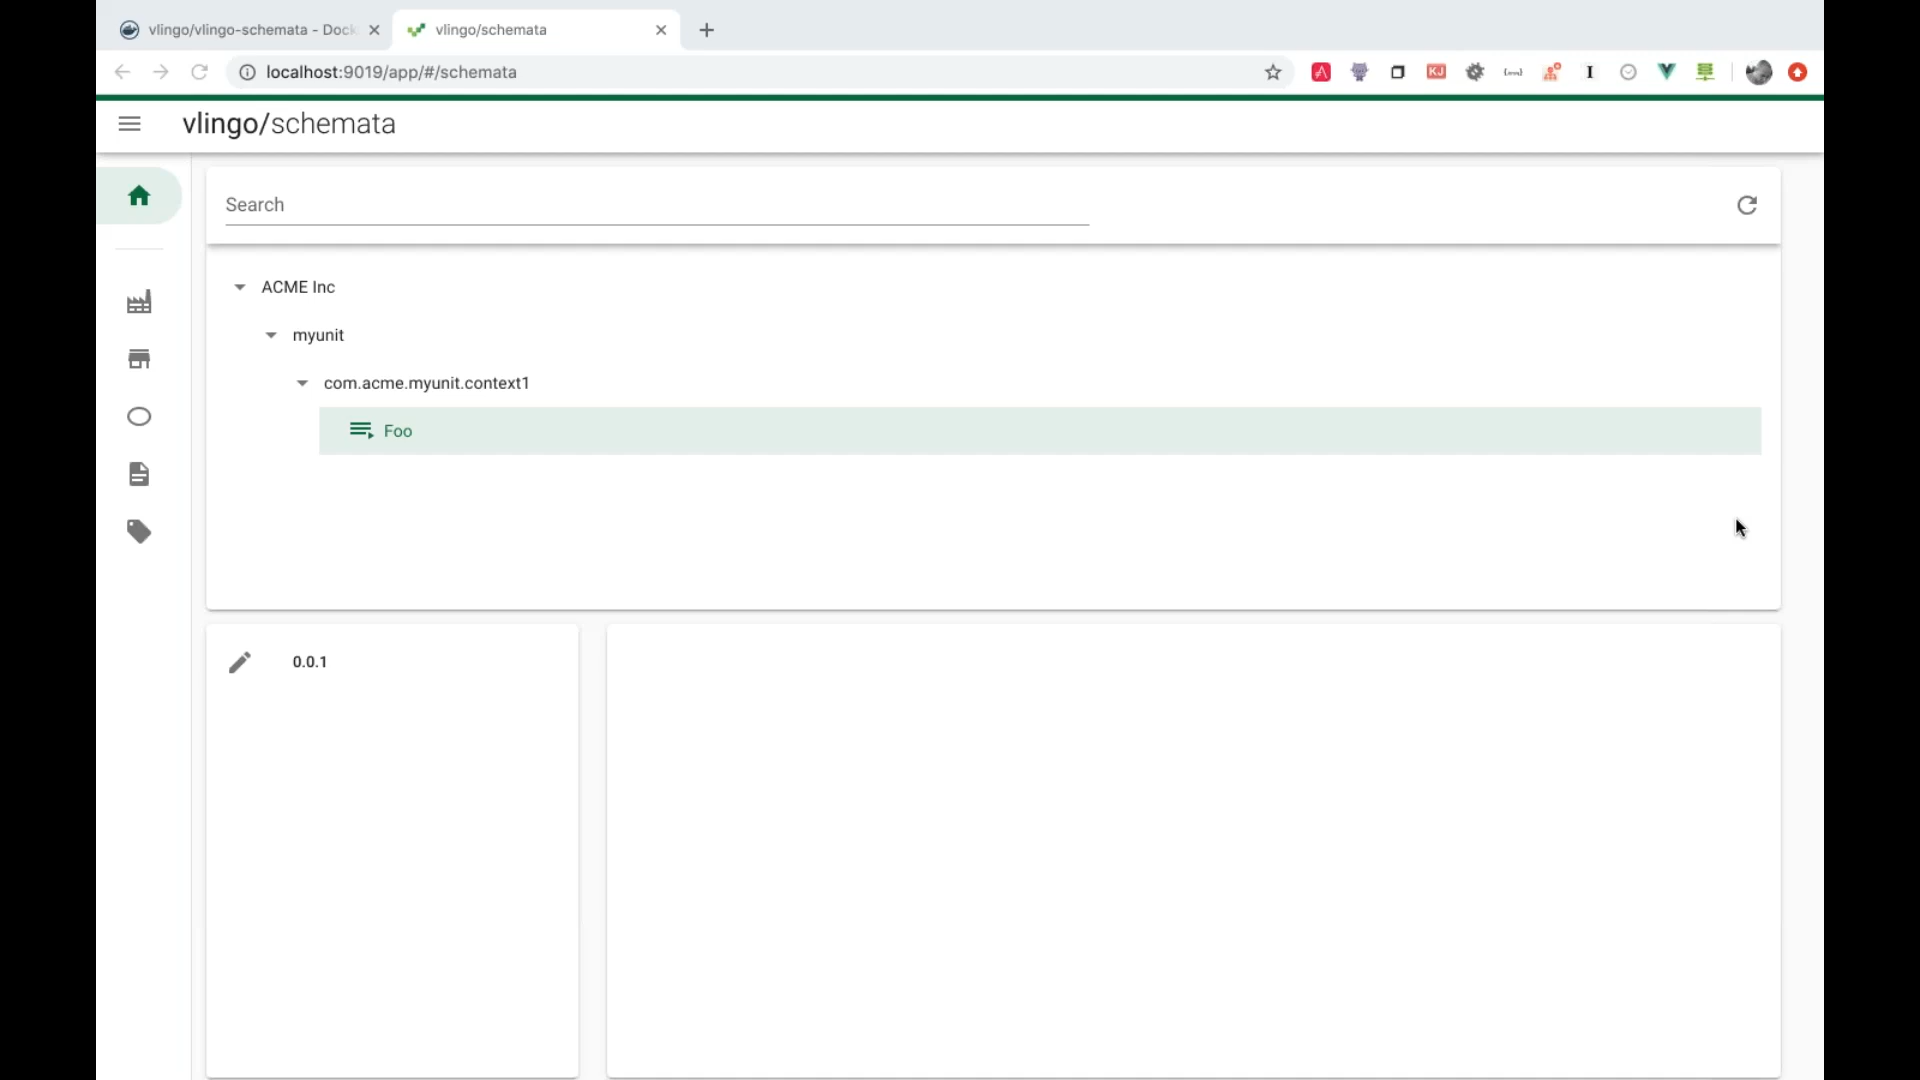 vlingo/vlingo-schemata - Dock
vlingo/schemata
localhost:9019/app/#/schemata
KJ
vlingo/schemata
Search
ACME Inc
myunit
com.acme.myunit.context1
Foo
0.0.1